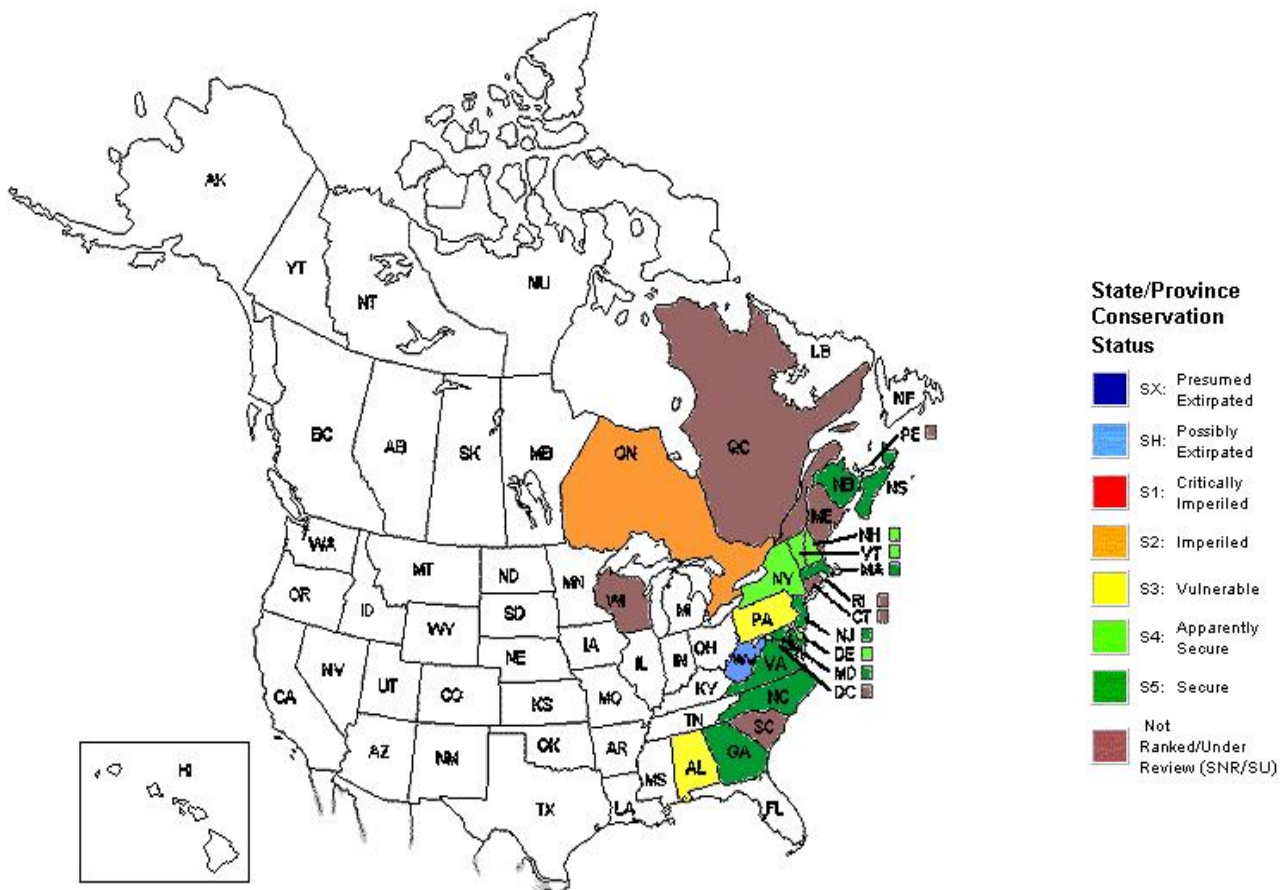 AK
YT
NT
NU
BC
AB
SK
MB
ON
QC
LB
NF
PE
NB
NS
ME
NH
VT
MA
RI
CT
NJ
DE
MD
DC
WA
OR
CA
NV
ID
MT
WY
UT
AZ
CO
NM
ND
SD
NE
KS
OK
TX
MN
IA
MO
AR
LA
WI
IL
MI
IN
OH
KY
TN
MS
AL
GA
FL
SC
NC
VA
WV
PA
NY
HI
State/Province
Conservation
Status
SX: Presumed
Extirpated
SH: Possibly
Extirpated
S1: Critically
Imperiled
S2: Imperiled
S3: Vulnerable
S4: Apparently
Secure
S5: Secure
Not
Ranked/Under
Review (SNR/SU)